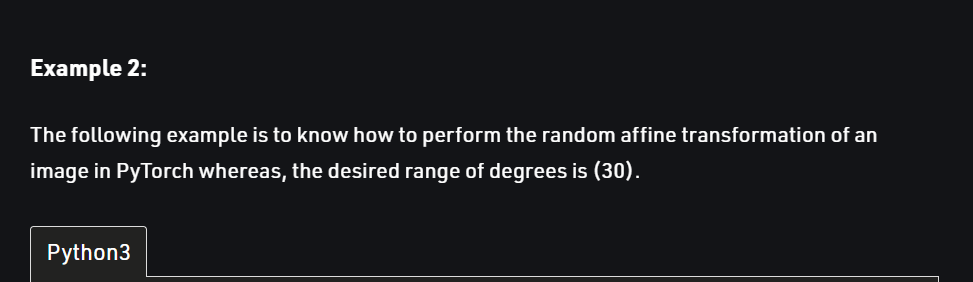 Example 2:
The following example is to know how to perform the random affine transformation of an
image in PyTorch whereas, the desired range of degrees is (30).
Python3